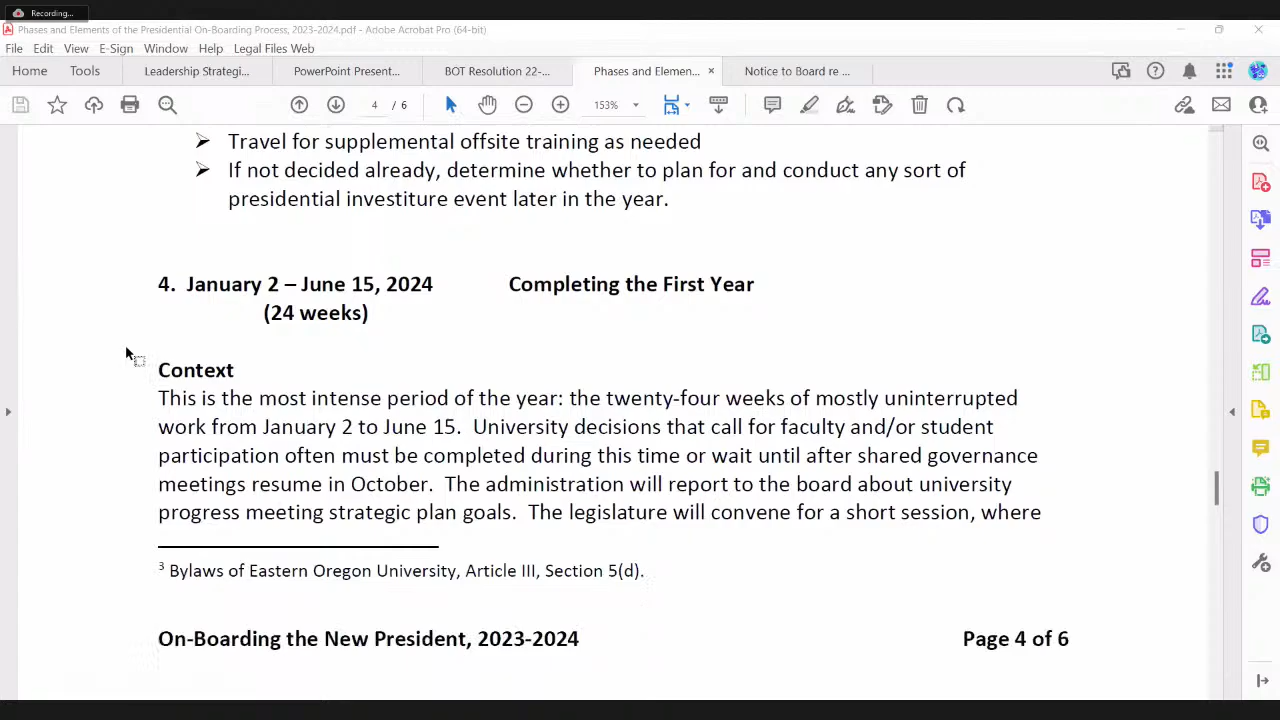 Recording...
Phases and Elements of the Presidential On-Boarding Process, 2023-2024.pdf - Adobe Acrobat Pro (64-bit)
File Edit View E-Sign Window Help Legal Files Web
Home Tools Leadership Strategi... PowerPoint Present... BOT Resolution 22-... Phases and Elemen... × Notice to Board re ...
4 / 6 153%
➢ Travel for supplemental offsite training as needed
➢ If not decided already, determine whether to plan for and conduct any sort of
presidential investiture event later in the year.
4. January 2 – June 15, 2024 Completing the First Year
(24 weeks)
Context
This is the most intense period of the year: the twenty-four weeks of mostly uninterrupted
work from January 2 to June 15. University decisions that call for faculty and/or student
participation often must be completed during this time or wait until after shared governance
meetings resume in October. The administration will report to the board about university
progress meeting strategic plan goals. The legislature will convene for a short session, where
3 Bylaws of Eastern Oregon University, Article III, Section 5(d).
On-Boarding the New President, 2023-2024 Page 4 of 6